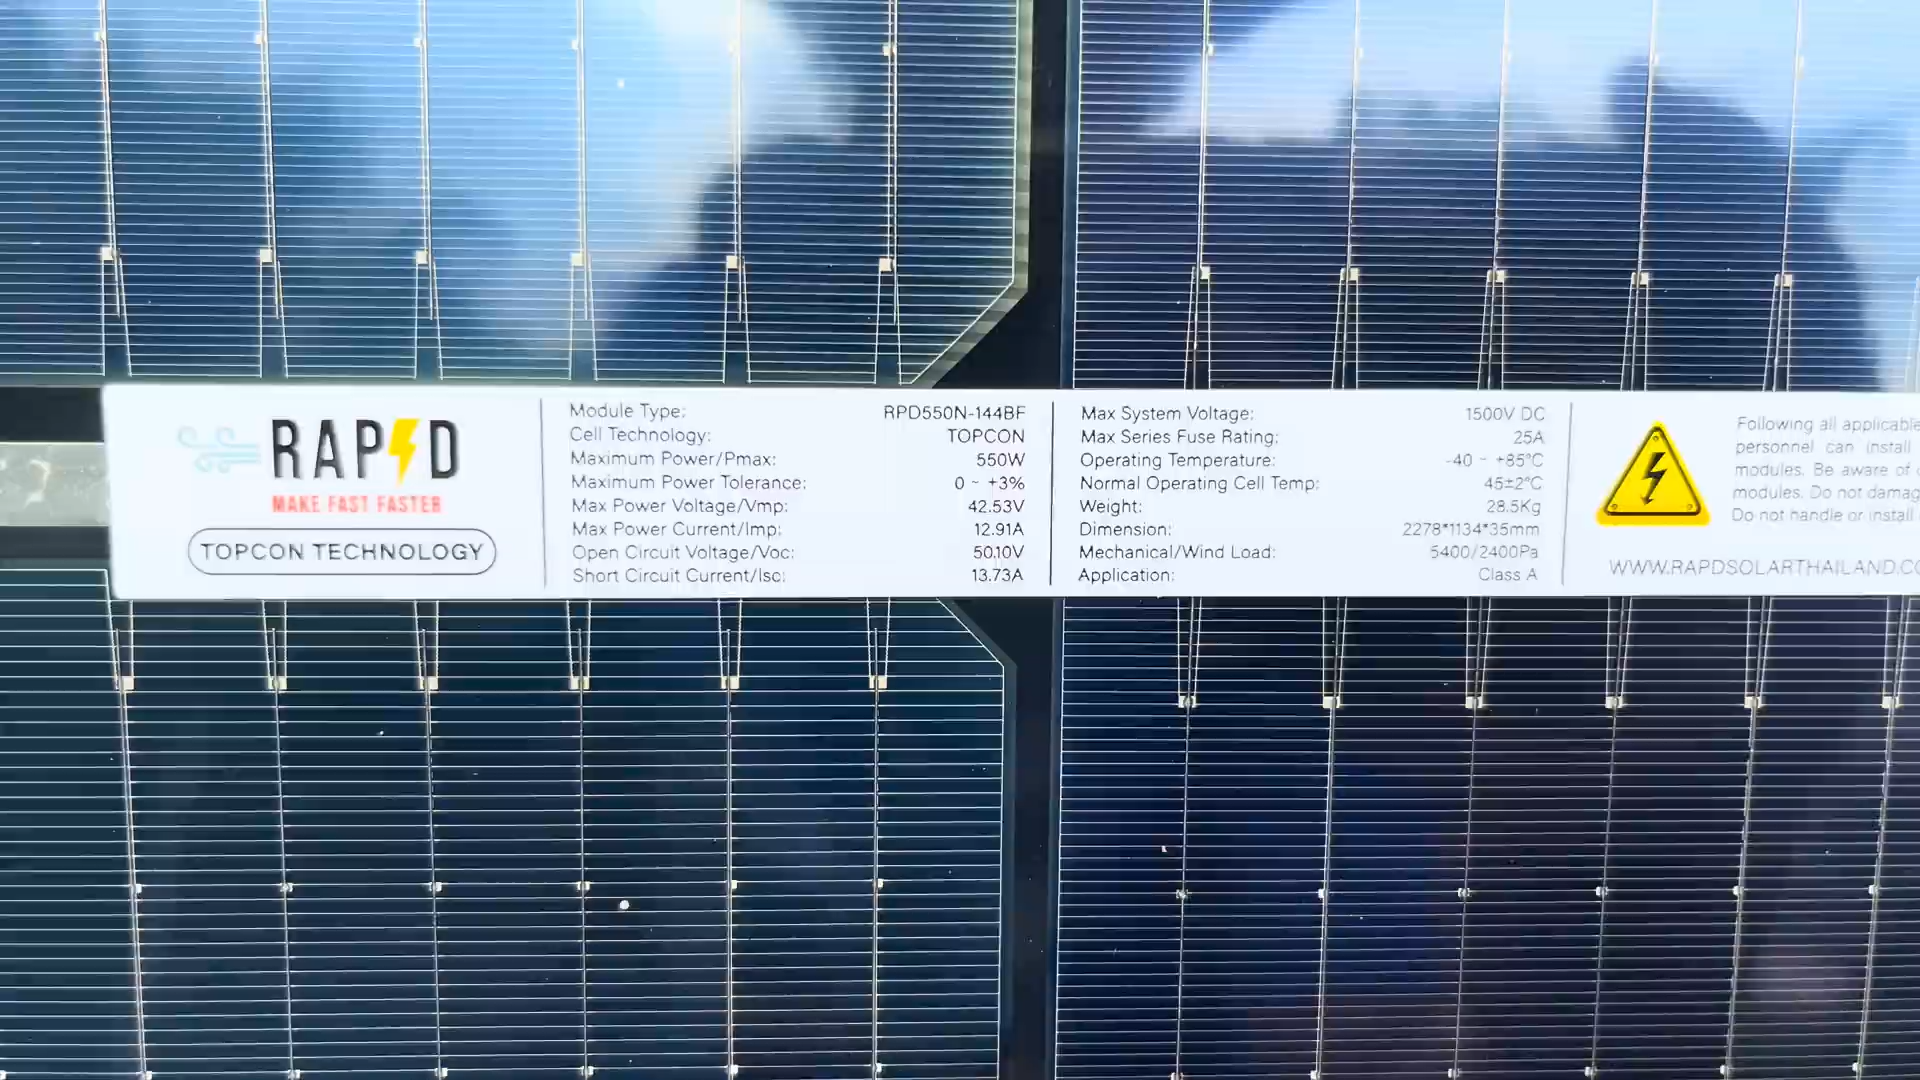 RAPID
MAKE FAST FASTER
TOPCON TECHNOLOGY
Module Type: RPD550N-144BF
Cell Technology: TOPCON
Maximum Power/Pmax: 550W
Maximum Power Tolerance: 0 ~ +3%
Max Power Voltage/Vmp: 42.53V
Max Power Current/Imp: 12.91A
Open Circuit Voltage/Voc: 50.10V
Short Circuit Current/Isc: 13.73A
Max System Voltage: 1500V DC
Max Series Fuse Rating: 25A
Operating Temperature: -40 ~ +85°C
Normal Operating Cell Temp: 45±2°C
Weight: 28.5Kg
Dimension: 2278*1134*35mm
Mechanical/Wind Load: 5400/2400Pa
Application: Class A
Following all applicable
personnel can install
modules. Be aware of
modules. Do not damag
Do not handle or install
WWW.RAPDSOLARTHAILAND.CO